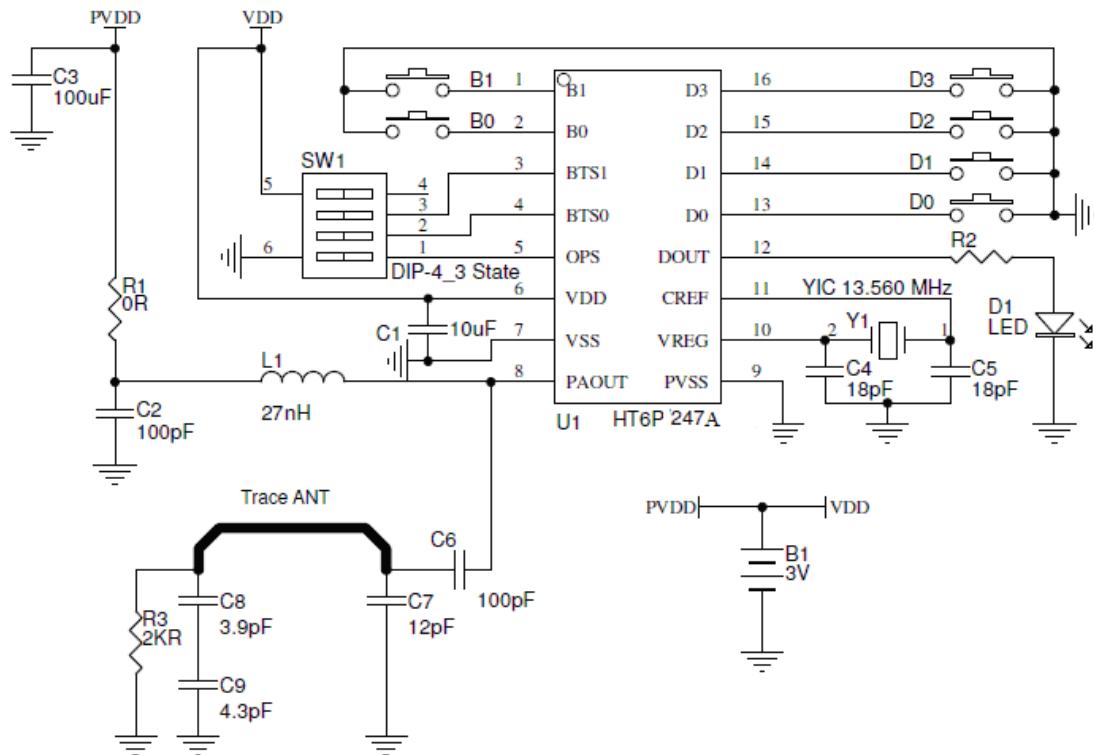 PVDD
VDD
C3
100uF
B1
1
B1
D3
16
D3
B0
2
B0
D2
15
D2
SW1
5
4
3
BTS1
D1
14
D1
3
2
4
BTS0
D0
13
D0
6
1
5
OPS
DOUT
12
R2
DIP-4_3 State
R1
0R
6
VDD
CREF
11
YIC 13.560 MHz
D1
LED
C1
10uF
7
VSS
VREG
10
2
Y1
1
L1
27nH
8
PAOUT
PVSS
9
C4
18pF
C5
18pF
C2
100pF
U1
HT6P 247A
Trace ANT
PVDD
VDD
C6
100pF
B1
3V
R3
2KR
C8
3.9pF
C7
12pF
C9
4.3pF